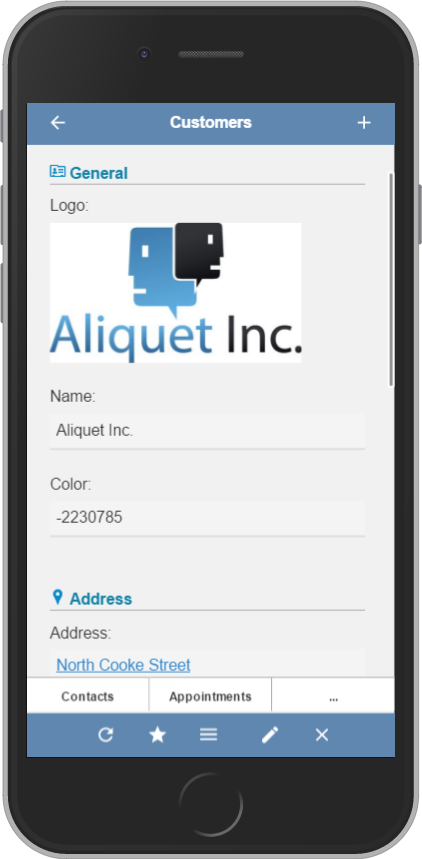 Customers
General
Logo:
Aliquet Inc.
Name:
Aliquet Inc.
Color:
-2230785
Address
Address:
North Cooke Street
Contacts
Appointments
...